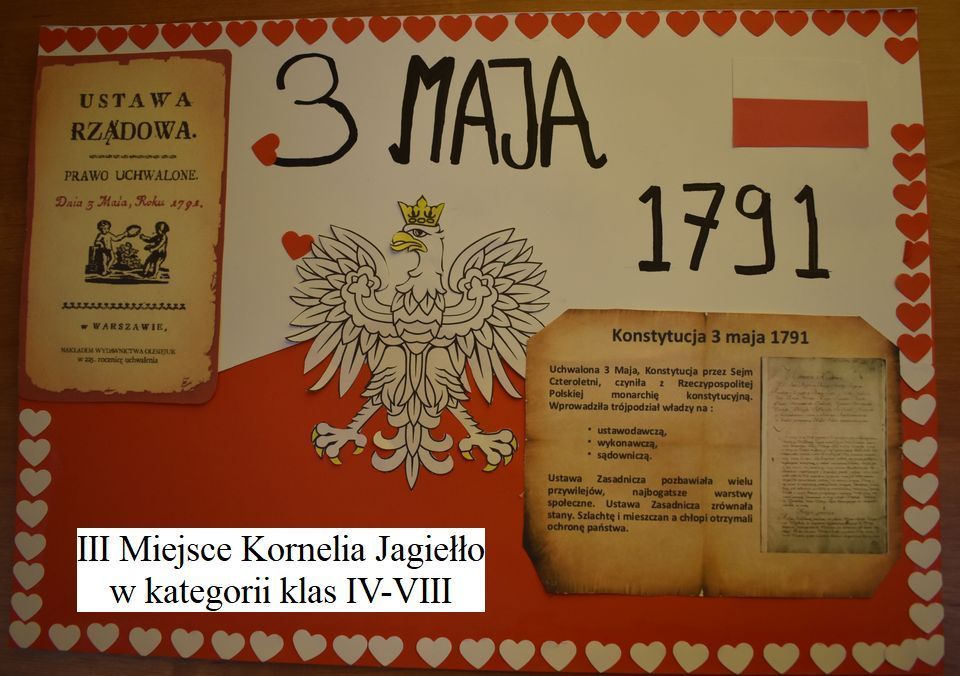 3 MAJA
1791
USTAWA
RZĄDOWA.
PRAWO UCHWALONE.
Dnia 3 Maia, Roku 1791.
w WARSZAWIE,
NAKŁADEM WYDAWNICTWA OLESIEJUK
w 225. rocznicę uchwalenia
Konstytucja 3 maja 1791
Uchwalona 3 Maja, Konstytucja przez Sejm
Czteroletni, czyniła z Rzeczypospolitej
Polskiej monarchię konstytucyjną.
Wprowadziła trójpodział władzy na :
• ustawodawczą,
• wykonawczą,
• sądowniczą.
Ustawa Zasadnicza pozbawiała wielu
przywilejów, najbogatsze warstwy
społeczne. Ustawa Zasadnicza zrównała
stany. Szlachtę i mieszczan a chłopi otrzymali
ochronę państwa.
III Miejsce Kornelia Jagiełło
w kategorii klas IV-VIII